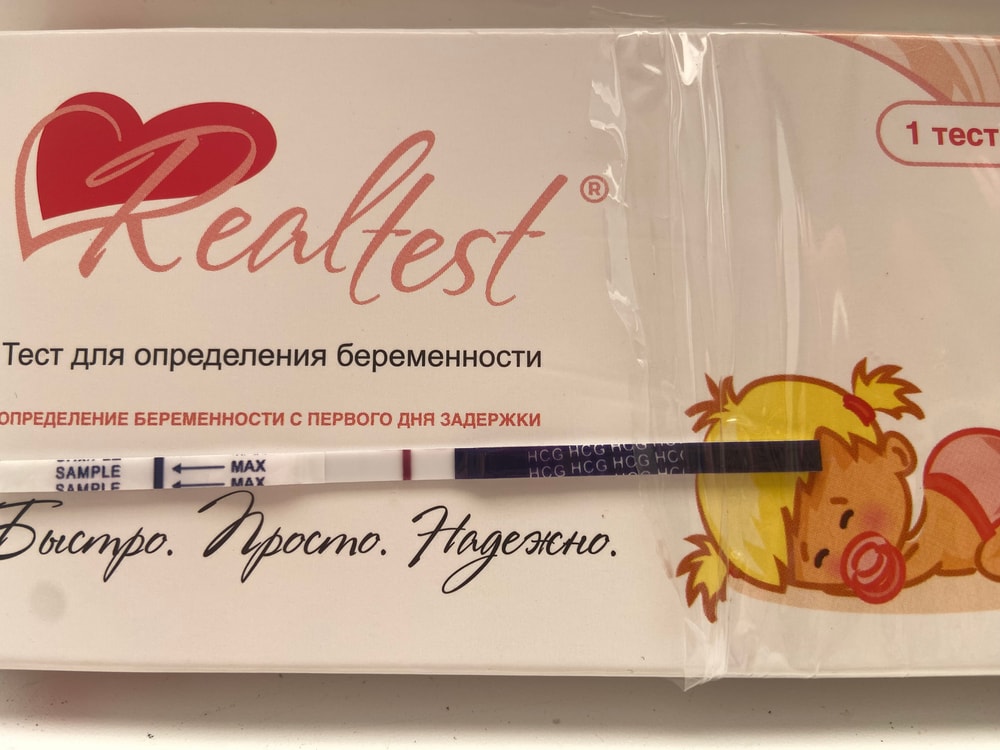 Realtest®
1 тест
Тест для определения беременности
ОПРЕДЕЛЕНИЕ БЕРЕМЕННОСТИ С ПЕРВОГО ДНЯ ЗАДЕРЖКИ
SAMPLE MAX
SAMPLE MAX
HCG HCG HCG
HCG HCG HCG HCG
Быстро. Просто. Надежно.